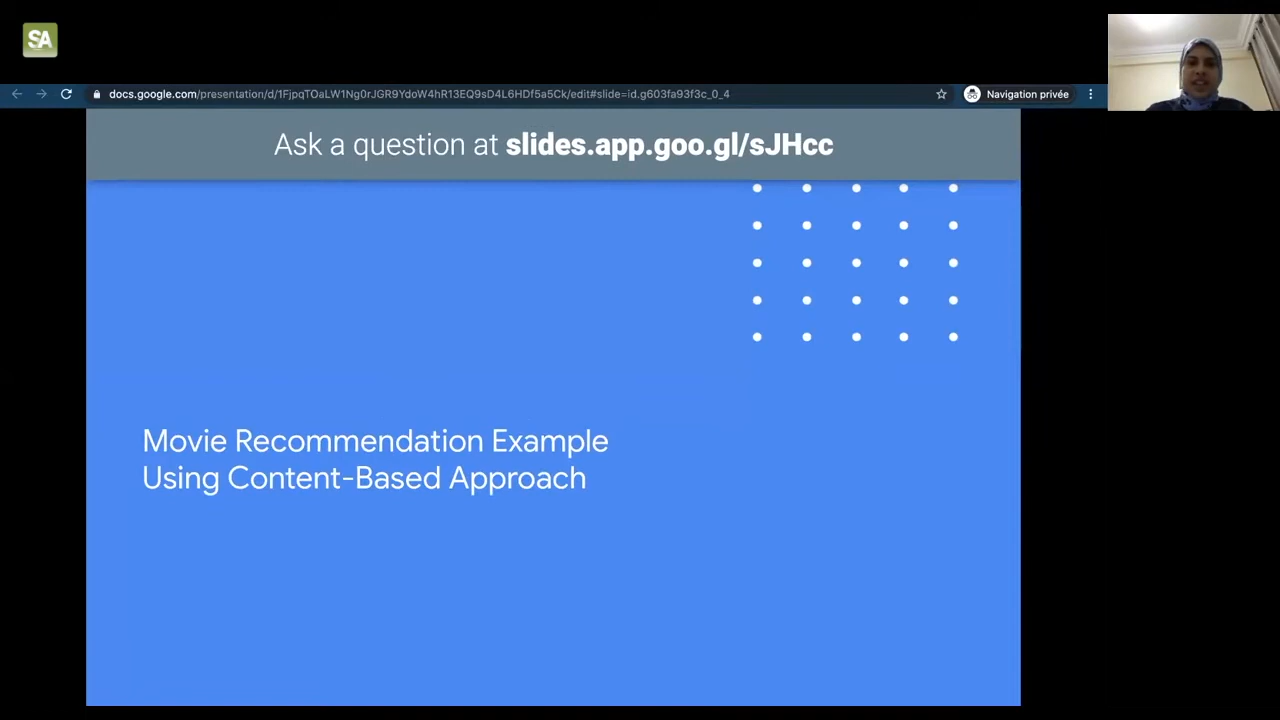 SA
docs.google.com/presentation/d/1FjpqTOaLW1Ng0rJGR9YdoW4hR13EQ9sD4L6HDf5a5Ck/edit#slide=id.g603fa93f3c_0_4
Navigation privée
Ask a question at slides.app.goo.gl/sJHcc
Movie Recommendation Example
Using Content-Based Approach